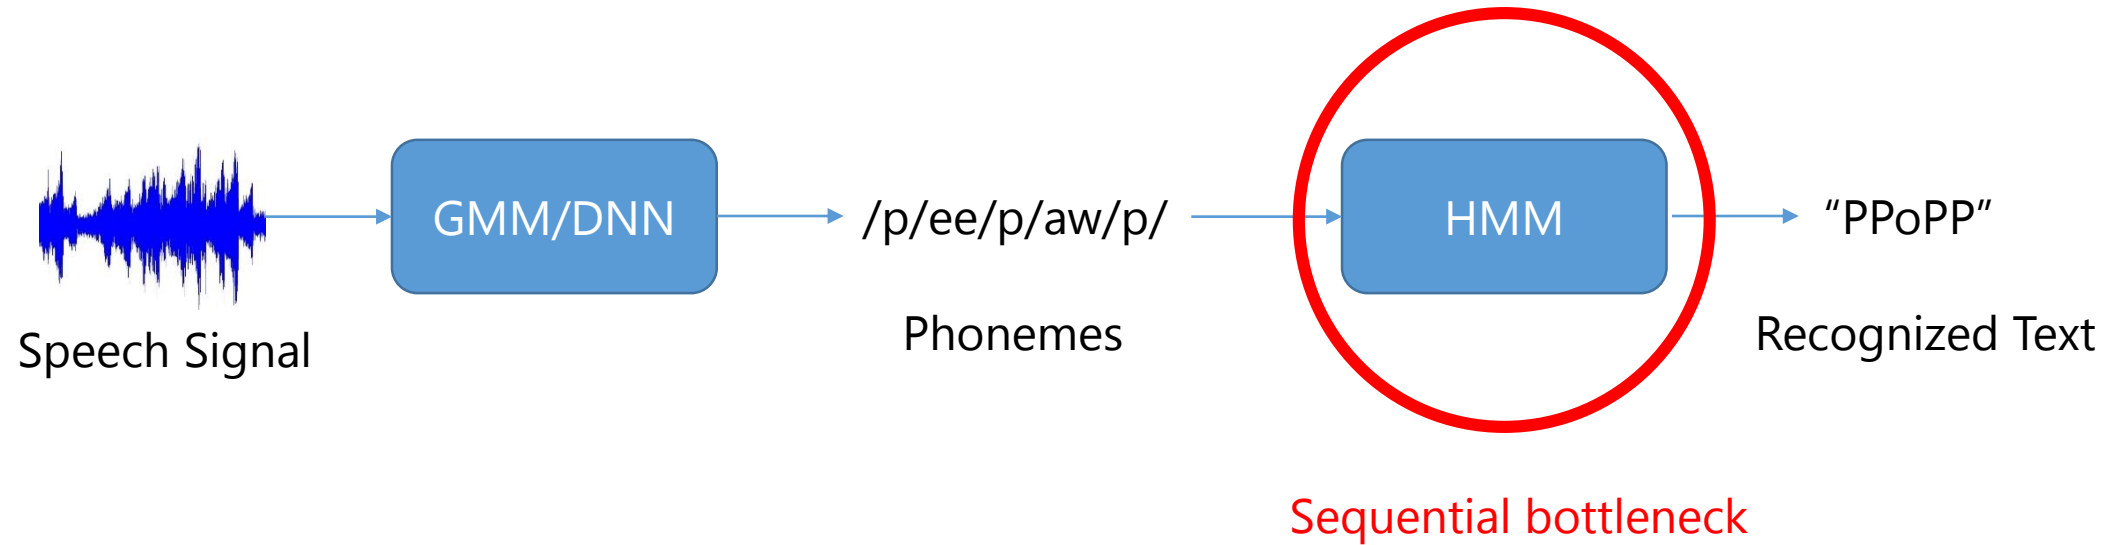 Speech Signal
GMM/DNN
/p/ee/p/aw/p/
Phonemes
HMM
“PPoPP”
Recognized Text
Sequential bottleneck